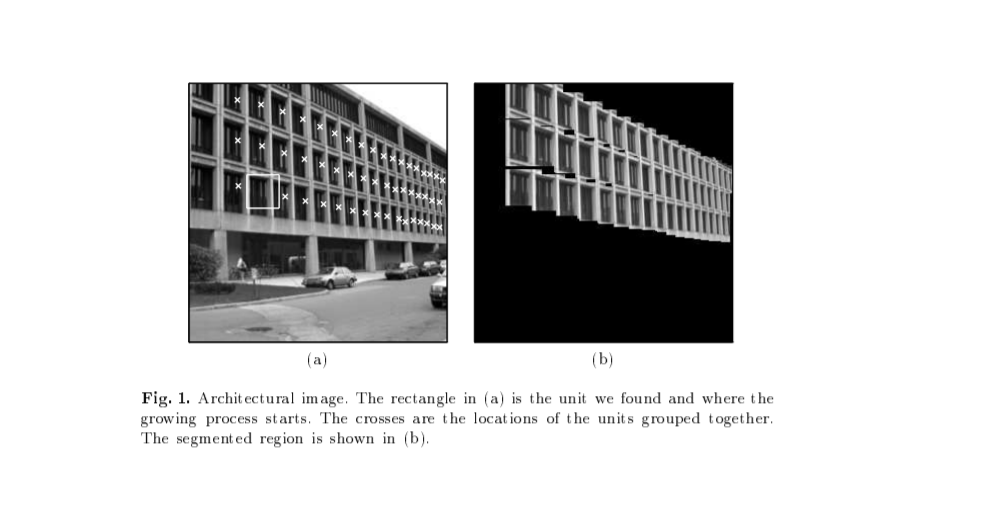 (a)
(b)
Fig. 1. Architectural image. The rectangle in (a) is the unit we found and where the
growing process starts. The crosses are the locations of the units grouped together.
The segmented region is shown in (b).